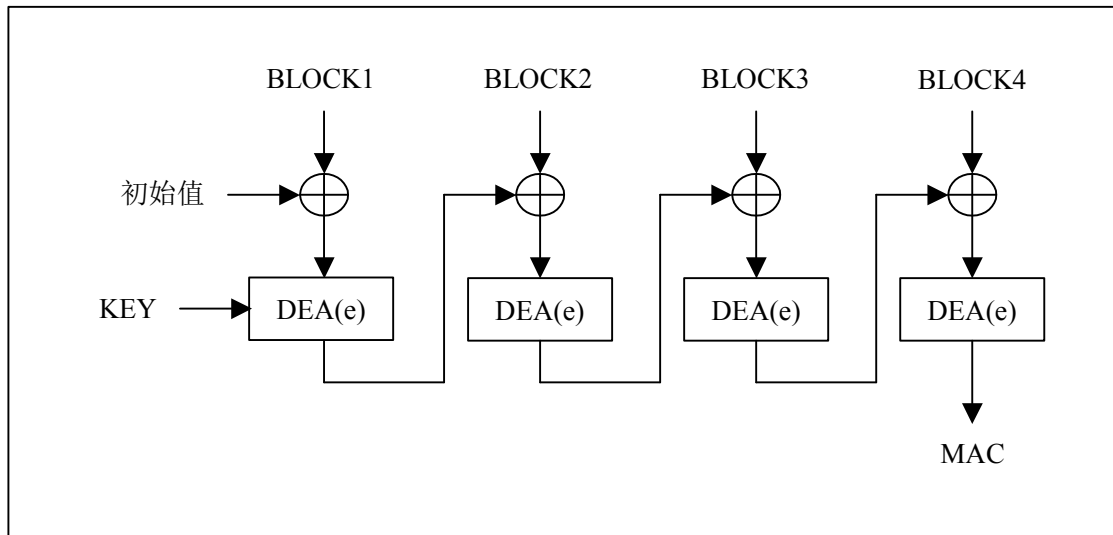 BLOCK1 BLOCK2 BLOCK3 BLOCK4
初始值
KEY DEA(e) DEA(e) DEA(e) DEA(e)
MAC